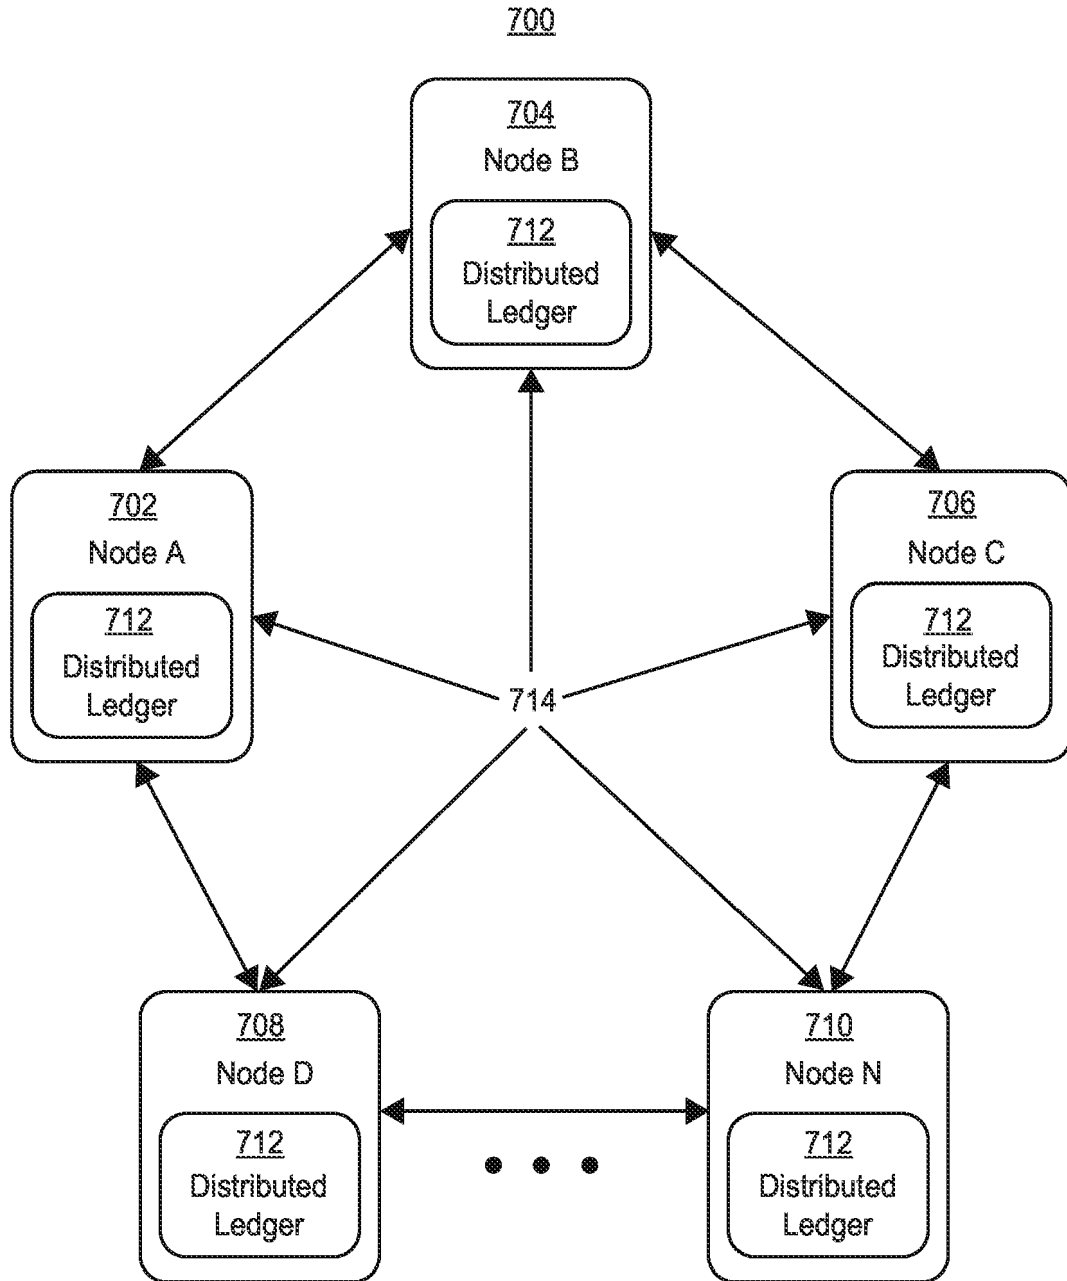 700
704
Node B
712
Distributed
Ledger
702
Node A
712
Distributed
Ledger
706
Node C
712
Distributed
Ledger
714
708
Node D
712
Distributed
Ledger
710
Node N
712
Distributed
Ledger